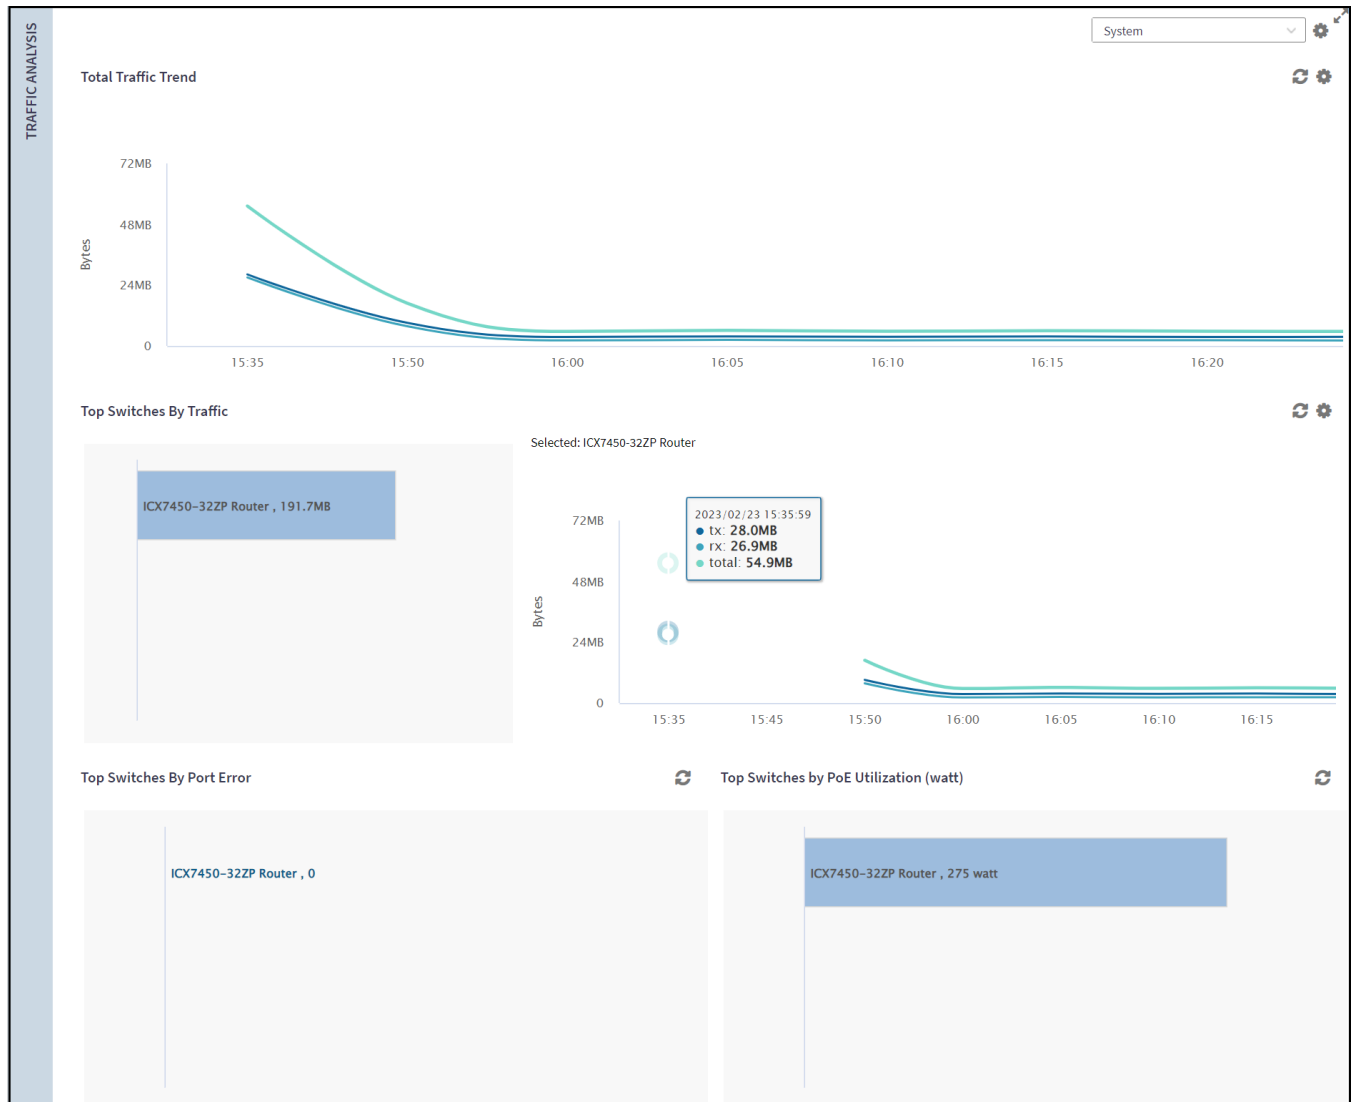 TRAFFIC ANALYSIS
System
Total Traffic Trend
72MB
48MB
24MB
0
Bytes
15:35 15:50 16:00 16:05 16:10 16:15 16:20
Top Switches By Traffic
ICX7450-32ZP Router , 191.7MB
Selected: ICX7450-32ZP Router
2023/02/23 15:35:59
tx: 28.0MB
rx: 26.9MB
total: 54.9MB
72MB
48MB
24MB
0
Bytes
15:35 15:45 15:50 16:00 16:05 16:10 16:15
Top Switches By Port Error
ICX7450-32ZP Router , 0
Top Switches by PoE Utilization (watt)
ICX7450-32ZP Router , 275 watt